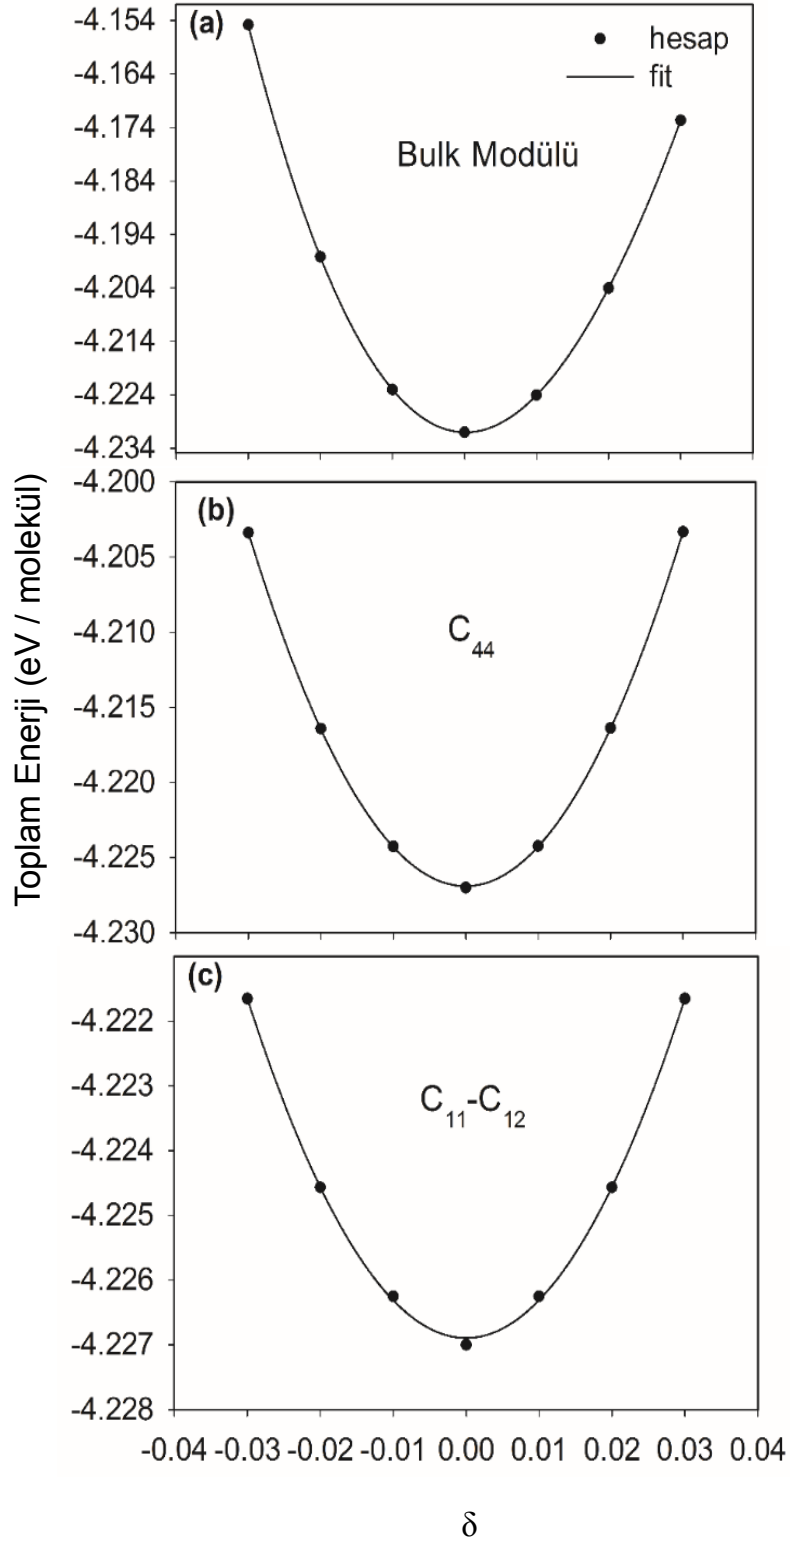 Toplam Enerji (eV / molekül)
(a)
hesap
fit
Bulk Modülü
-4.154
-4.164
-4.174
-4.184
-4.194
-4.204
-4.214
-4.224
-4.234
(b)
C44
-4.200
-4.205
-4.210
-4.215
-4.220
-4.225
-4.230
(c)
C11-C12
-4.222
-4.223
-4.224
-4.225
-4.226
-4.227
-4.228
-0.04 -0.03 -0.02 -0.01 0.00 0.01 0.02 0.03 0.04
δ